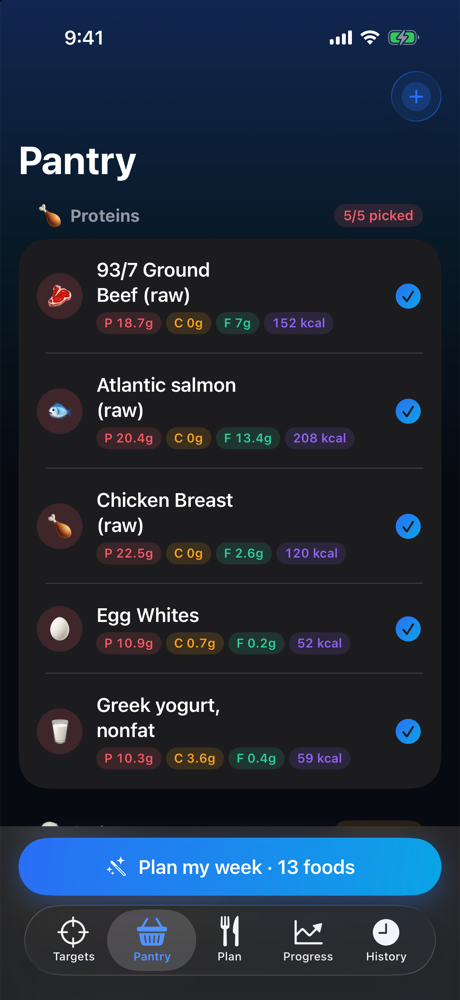 9:41
Pantry
Proteins
5/5 picked
93/7 Ground
Beef (raw)
P 18.7g C 0g F 7g 152 kcal
Atlantic salmon
(raw)
P 20.4g C 0g F 13.4g 208 kcal
Chicken Breast
(raw)
P 22.5g C 0g F 2.6g 120 kcal
Egg Whites
P 10.9g C 0.7g F 0.2g 52 kcal
Greek yogurt,
nonfat
P 10.3g C 3.6g F 0.4g 59 kcal
Plan my week · 13 foods
Targets Pantry Plan Progress History